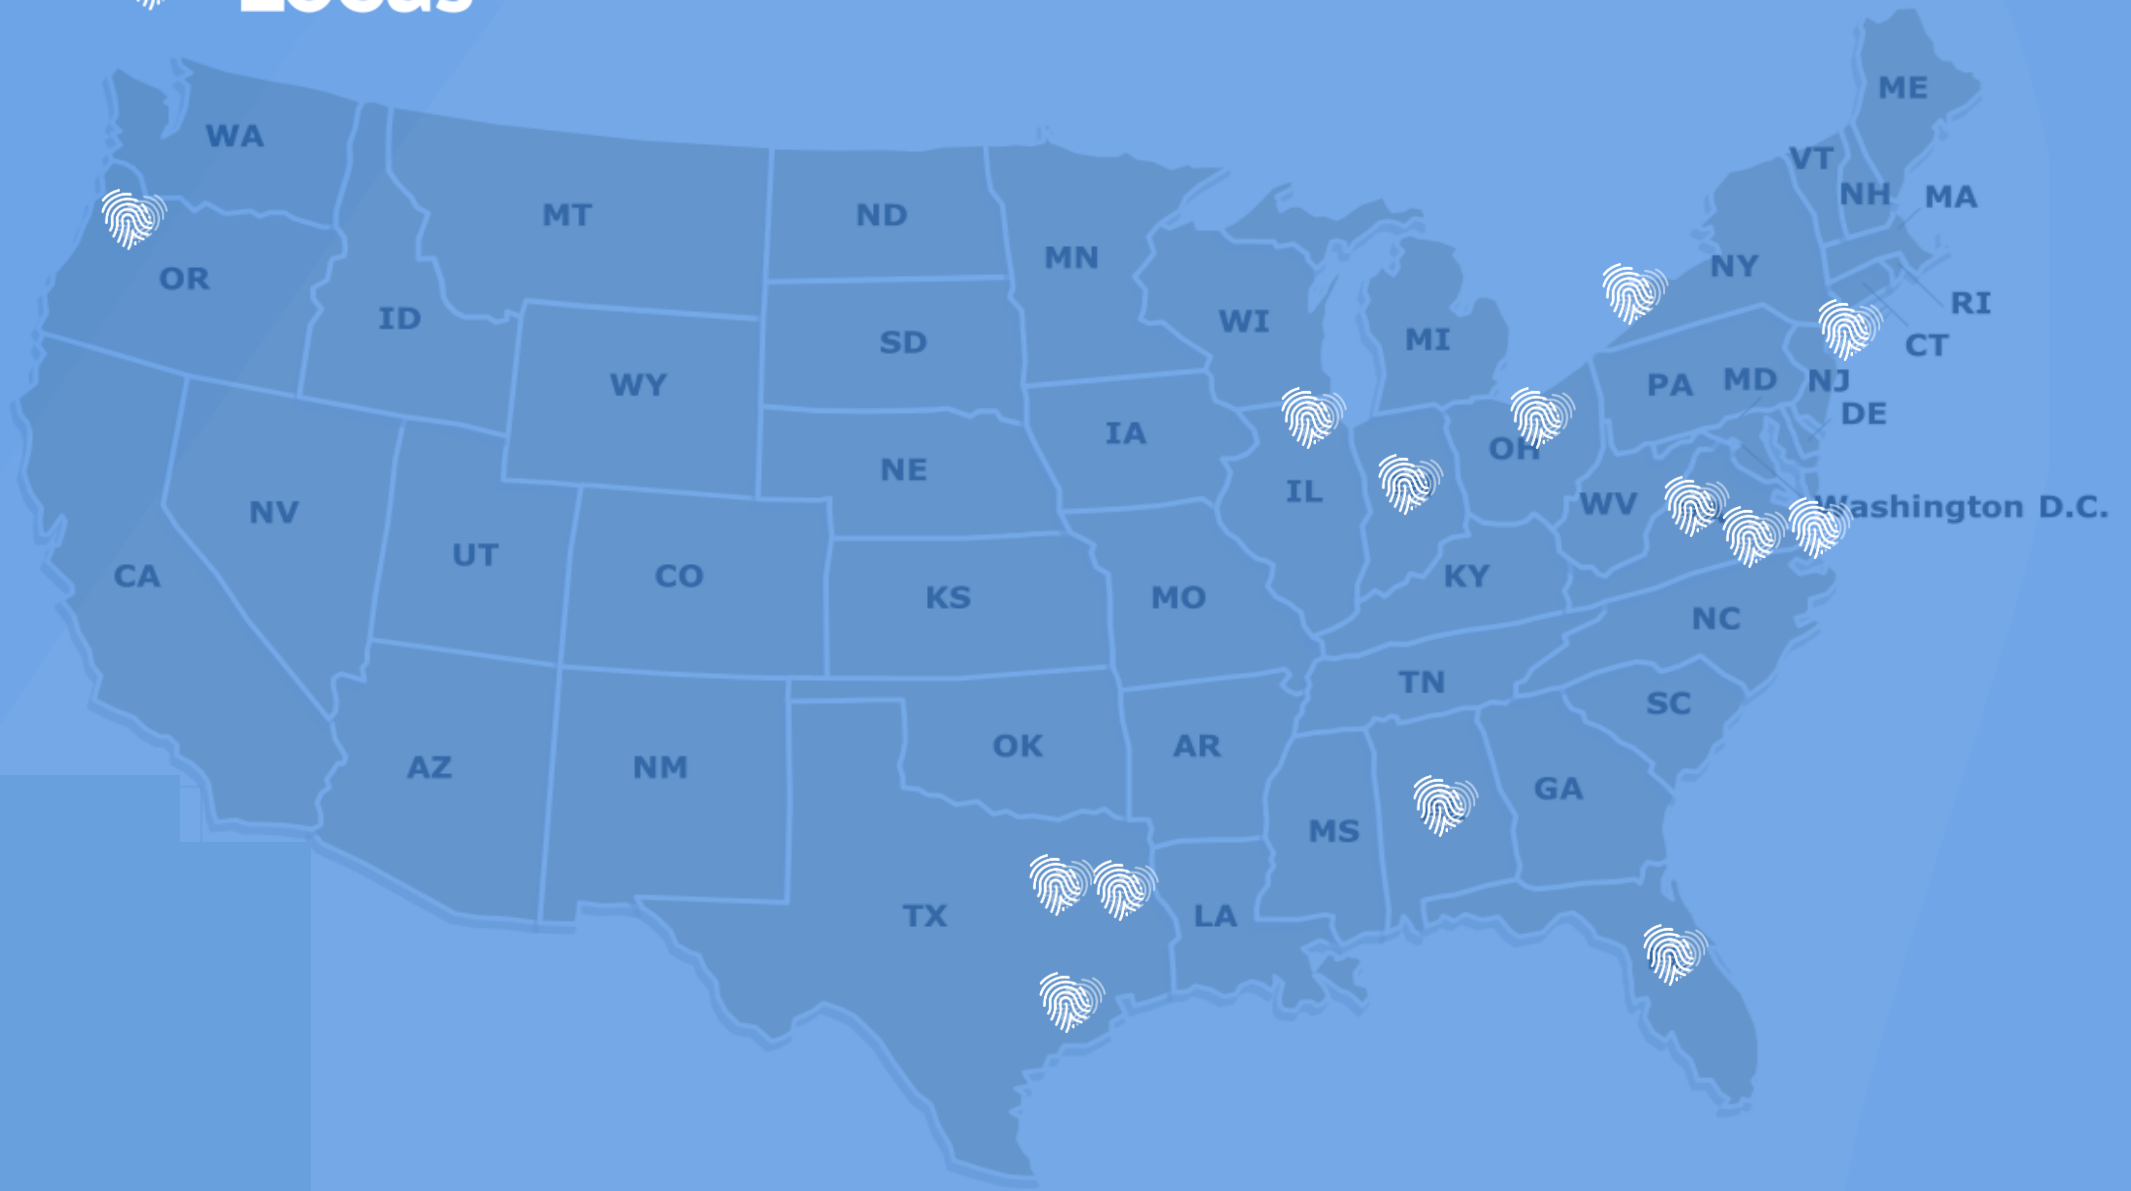 Locus
ME
WA
VT
NH
MA
MT
ND
MN
NY
OR
RI
ID
WI
MI
SD
CT
WY
PA
MD
NJ
DE
IA
OH
NE
IL
WV
NV
Washington D.C.
UT
CA
CO
KY
KS
MO
NC
TN
SC
OK
AR
AZ
NM
GA
MS
TX
LA